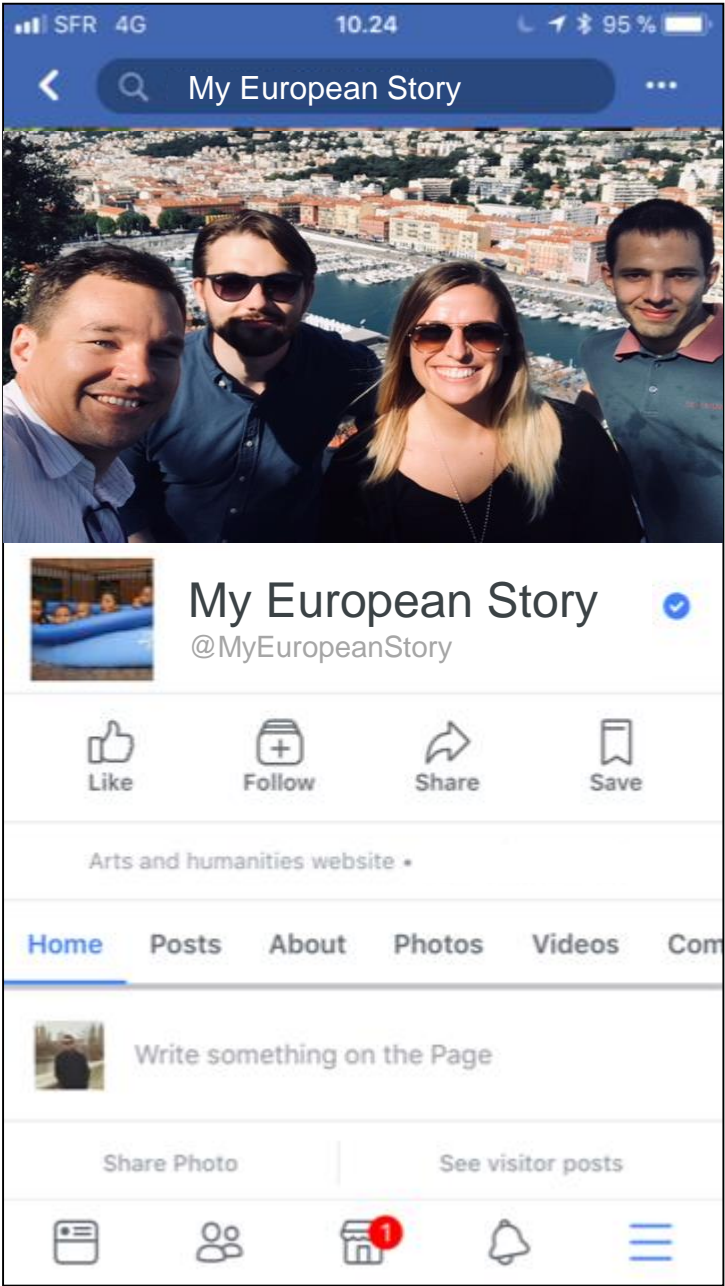 SFR 4G 10.24 95 %
My European Story
My European Story
@MyEuropeanStory
Like Follow Share Save
Arts and humanities website •
Home Posts About Photos Videos Com
Write something on the Page
Share Photo See visitor posts
1